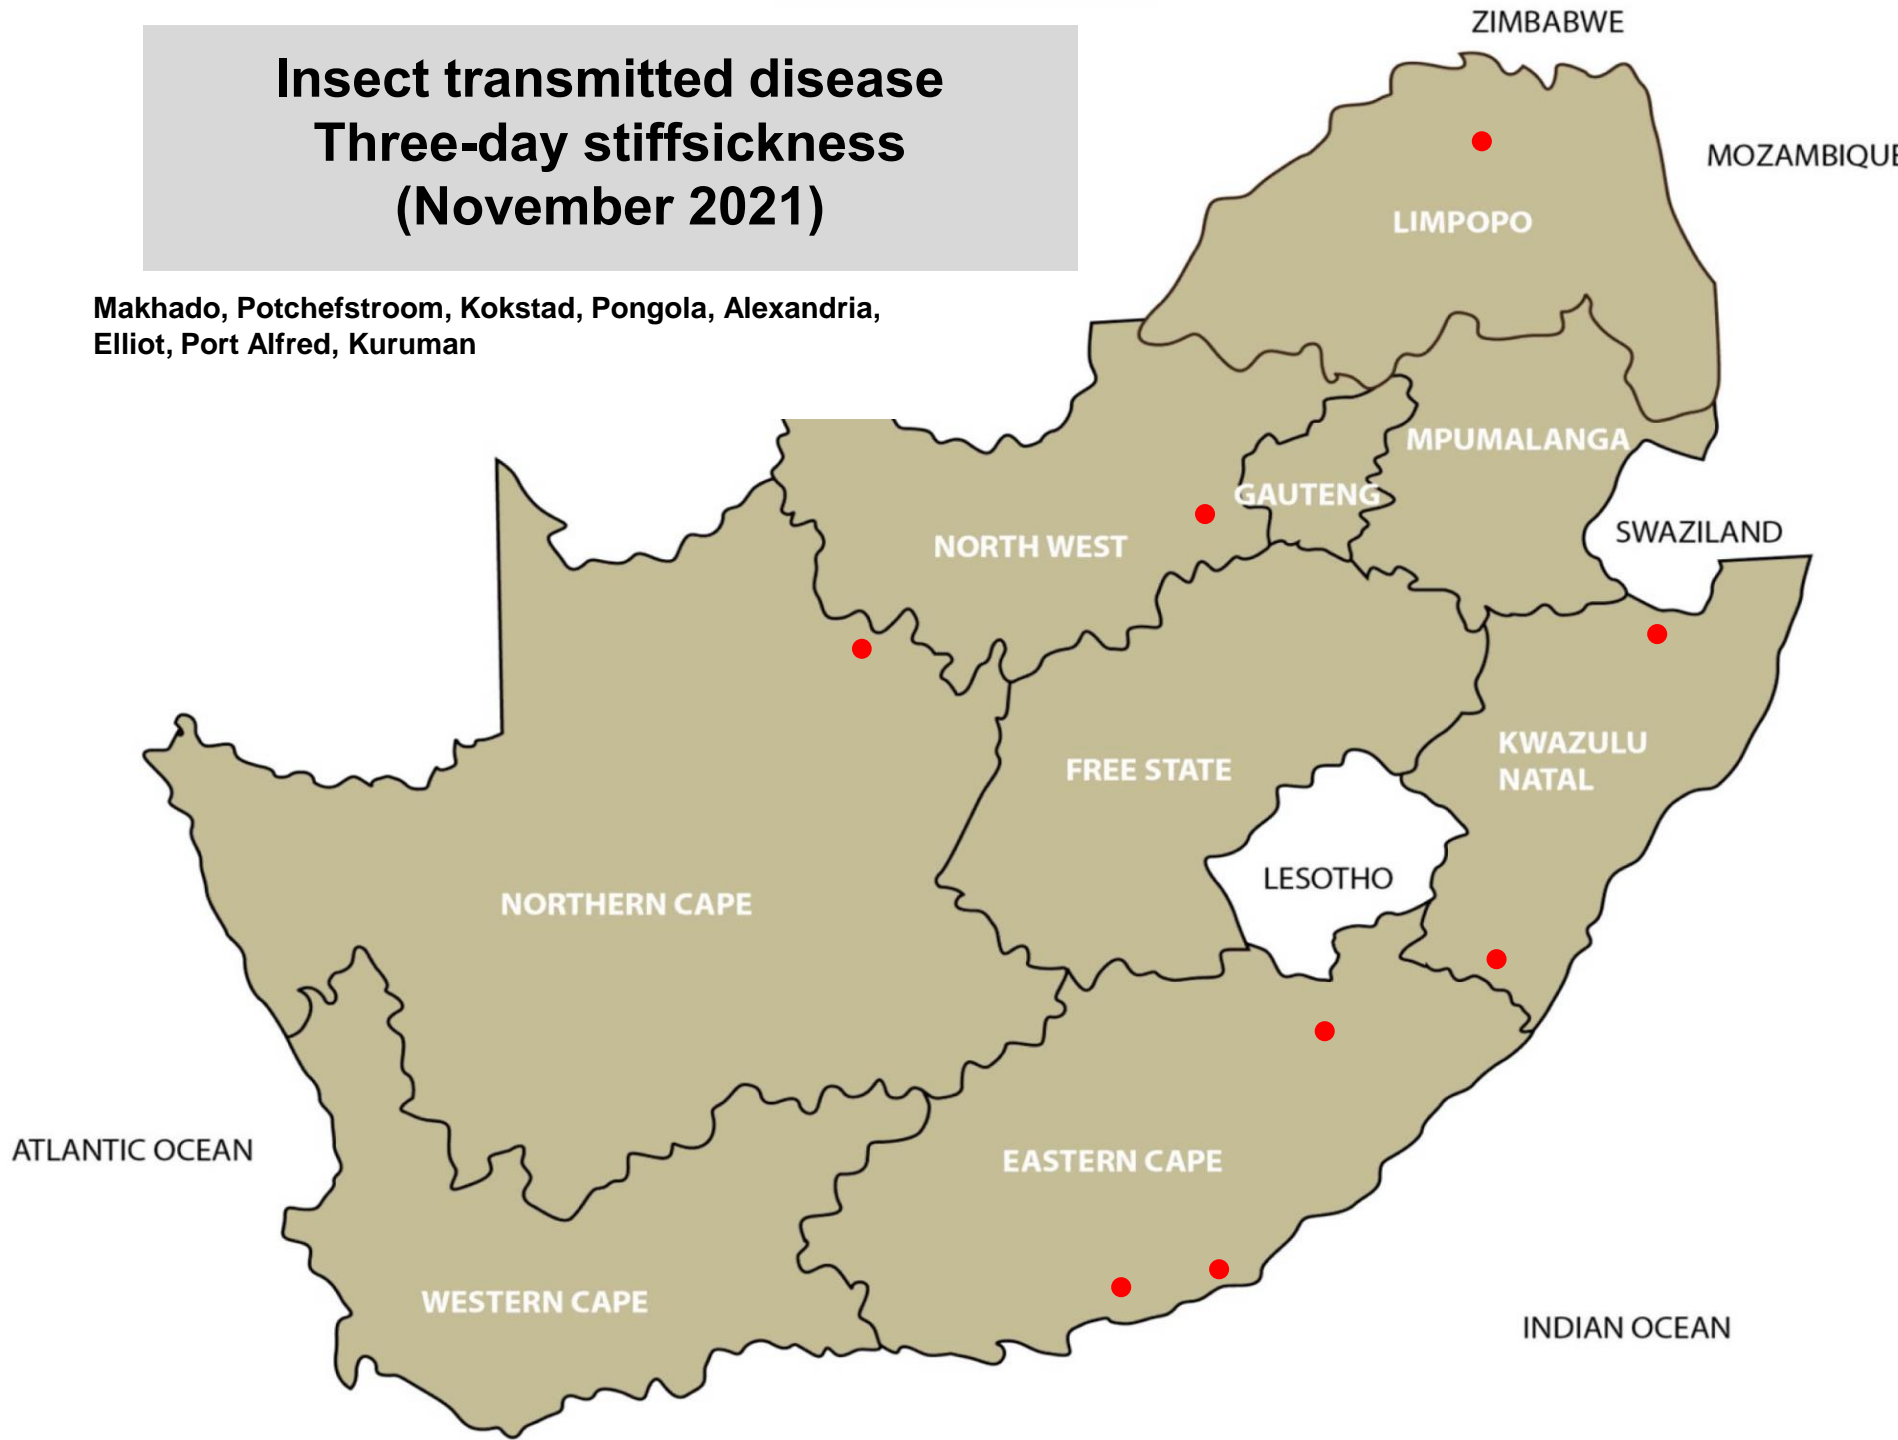 ZIMBABWE
Insect transmitted disease
Three-day stiffsickness
(November 2021)
MOZAMBIQUE
LIMPOPO
Makhado, Potchefstroom, Kokstad, Pongola, Alexandria,
Elliot, Port Alfred, Kuruman
MPUMALANGA
GAUTENG
SWAZILAND
NORTH WEST
KWAZULU
NATAL
FREE STATE
LESOTHO
NORTHERN CAPE
ATLANTIC OCEAN
EASTERN CAPE
WESTERN CAPE
INDIAN OCEAN